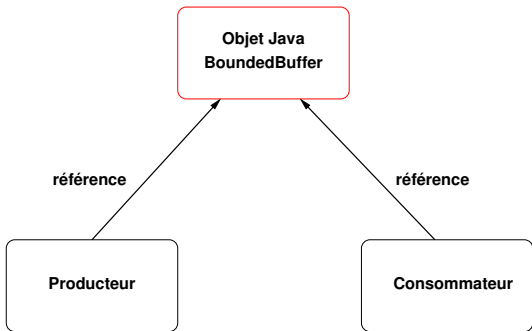 Objet Java
BoundedBuffer
référence
référence
Producteur
Consommateur